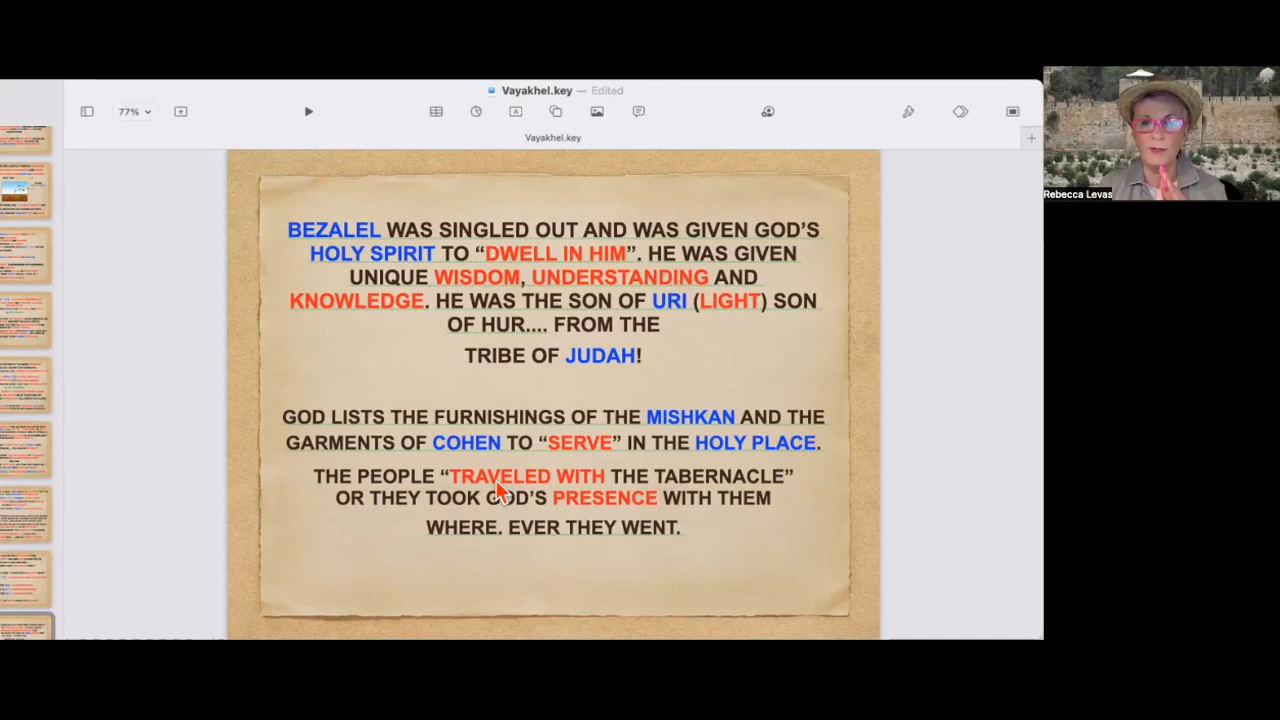 Vayakhel.key — Edited
77%
Vayakhel.key
BEZALEL WAS SINGLED OUT AND WAS GIVEN GOD'S
HOLY SPIRIT TO “DWELL IN HIM”. HE WAS GIVEN
UNIQUE WISDOM, UNDERSTANDING AND
KNOWLEDGE. HE WAS THE SON OF URI (LIGHT) SON
OF HUR.... FROM THE
TRIBE OF JUDAH!
GOD LISTS THE FURNISHINGS OF THE MISHKAN AND THE
GARMENTS OF COHEN TO “SERVE” IN THE HOLY PLACE.
THE PEOPLE “TRAVELED WITH THE TABERNACLE”
OR THEY TOOK GOD'S PRESENCE WITH THEM
WHERE. EVER THEY WENT.
Rebecca Levas